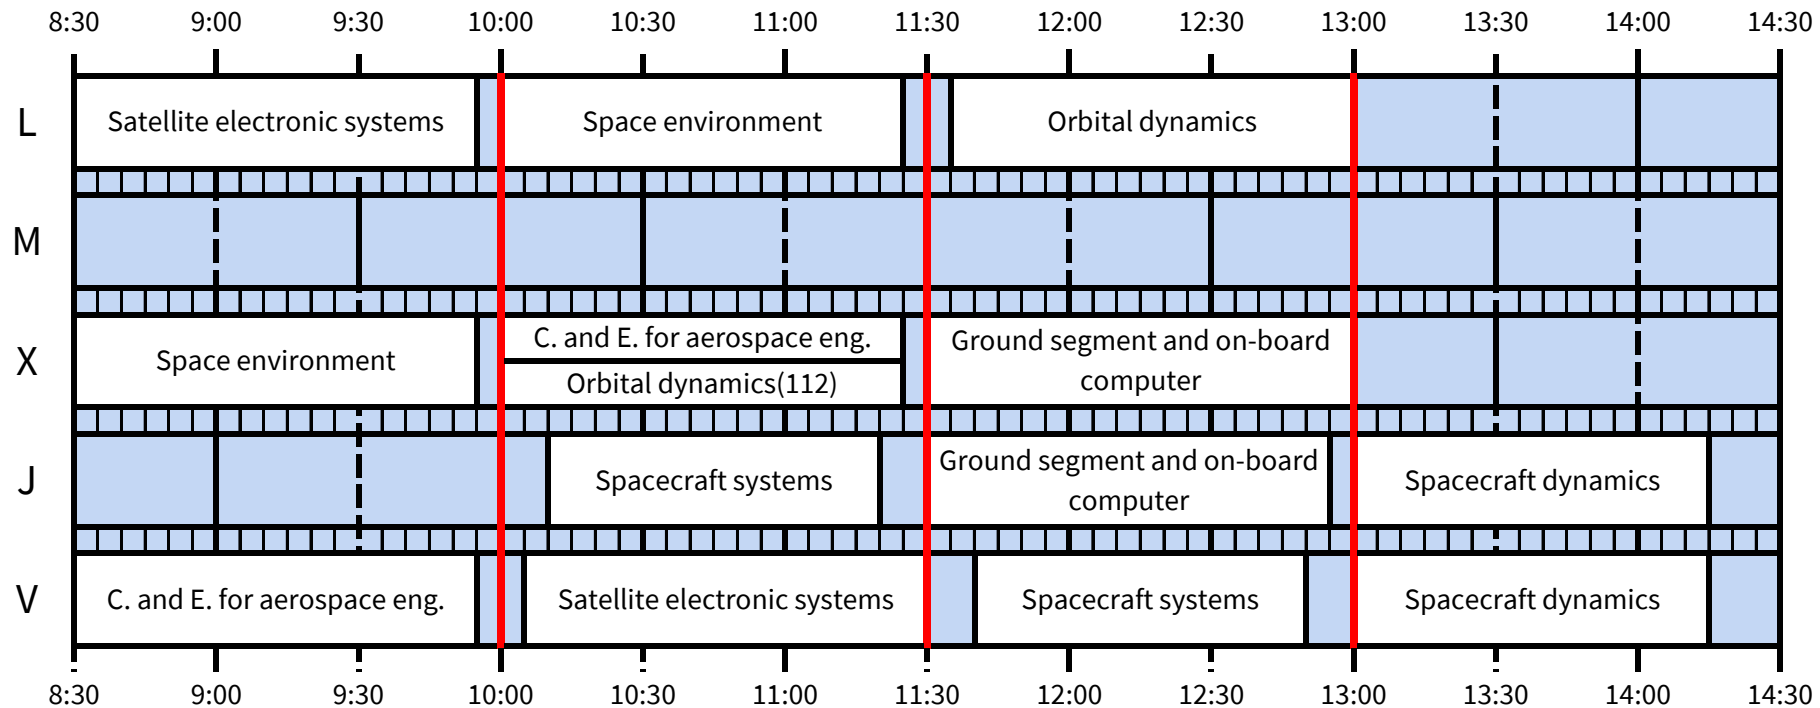 8:30 9:00 9:30 10:00 10:30 11:00 11:30 12:00 12:30 13:00 13:30 14:00 14:30
L
Satellite electronic systems
Space environment
Orbital dynamics
M
X
Space environment
C. and E. for aerospace eng.
Orbital dynamics(112)
Ground segment and on-board
computer
J
Spacecraft systems
Ground segment and on-board
computer
Spacecraft dynamics
V
C. and E. for aerospace eng.
Satellite electronic systems
Spacecraft systems
Spacecraft dynamics
8:30 9:00 9:30 10:00 10:30 11:00 11:30 12:00 12:30 13:00 13:30 14:00 14:30